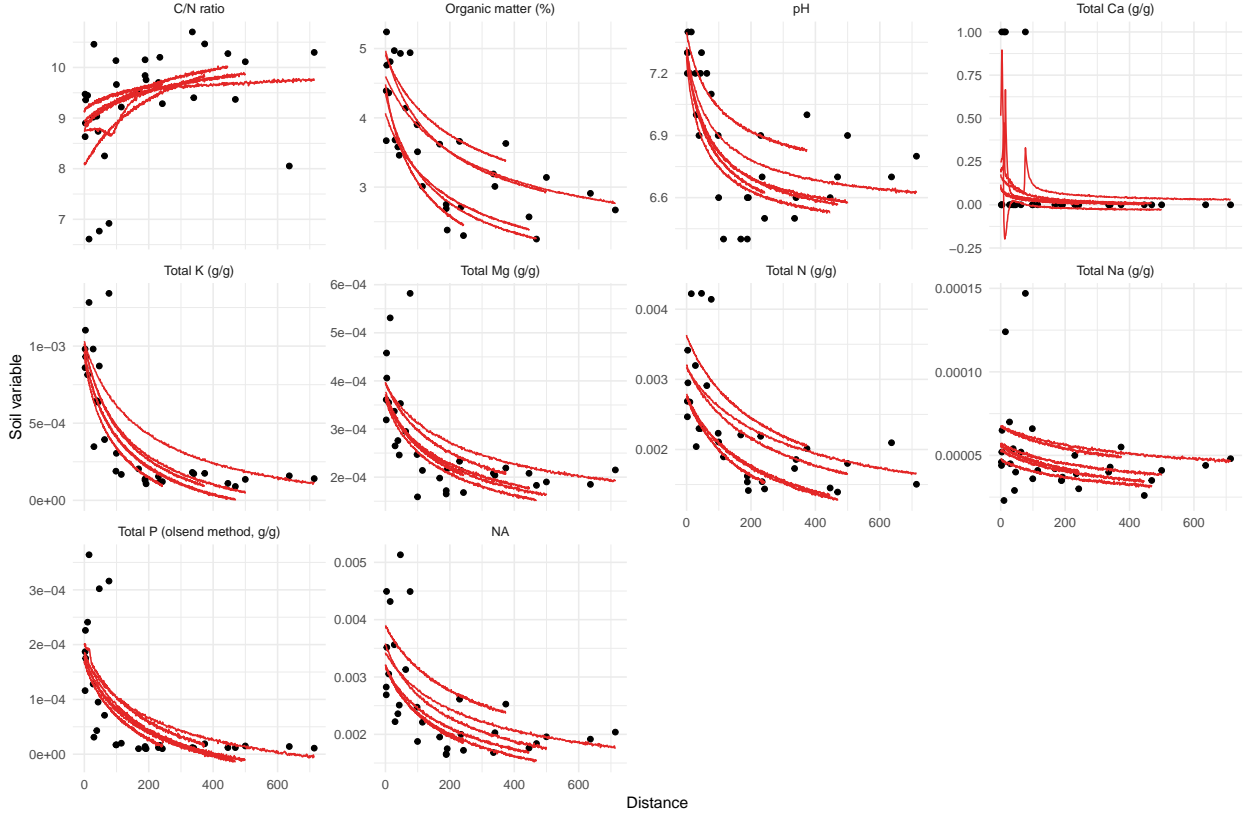 C/N ratio
Organic matter (%)
pH
Total Ca (g/g)
10
9
8
7
5
4
3
7.2
6.9
6.6
1.00
0.75
0.50
0.25
0.00
−0.25
Total K (g/g)
Total Mg (g/g)
Total N (g/g)
Total Na (g/g)
1e−03
5e−04
0e+00
6e−04
5e−04
4e−04
3e−04
2e−04
0.004
0.003
0.002
0.00015
0.00010
0.00005
0 200 400 600
0 200 400 600
Total P (olsend method, g/g)
NA
3e−04
2e−04
1e−04
0e+00
0.005
0.004
0.003
0.002
0 200 400 600
0 200 400 600
Soil variable
Distance